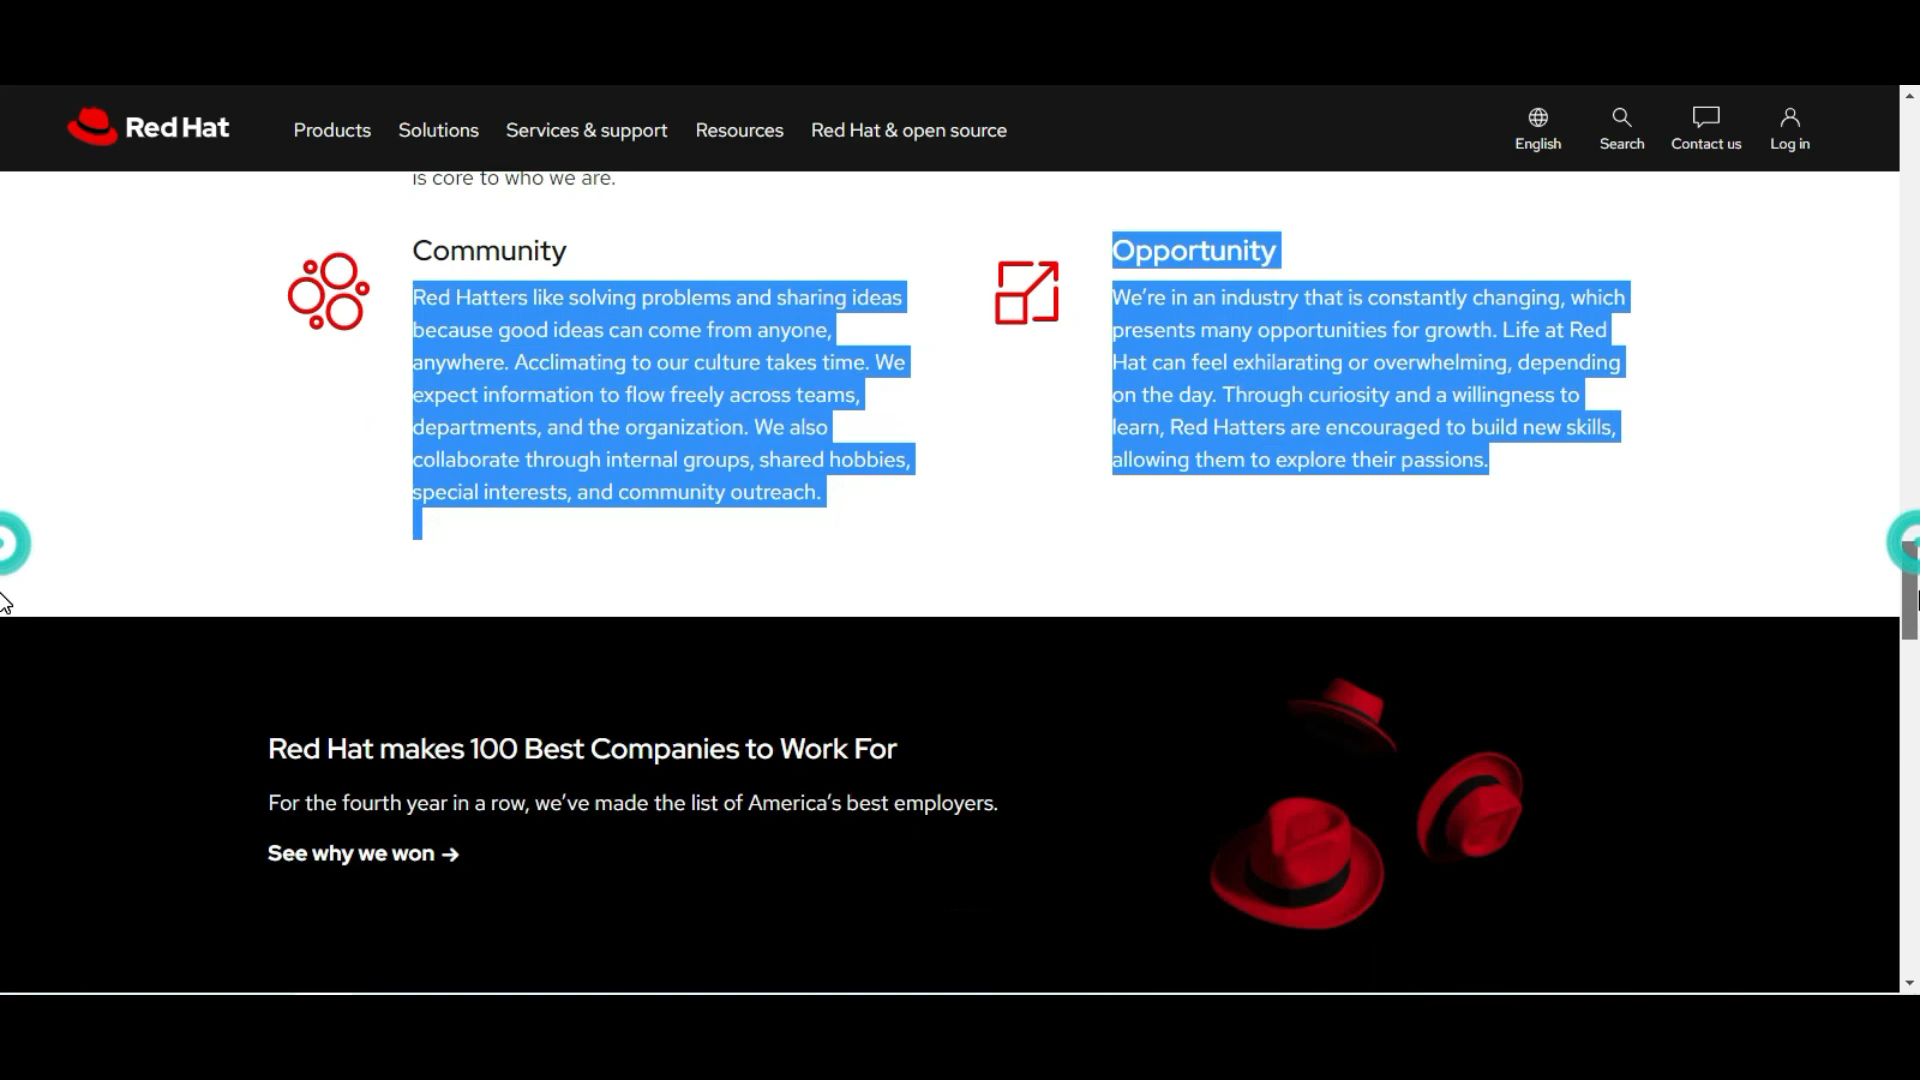 Red Hat
Products
Solutions
Services & support
Resources
Red Hat & open source
English
Search
Contact us
Log in
is core to who we are.
Community
Red Hatters like solving problems and sharing ideas
because good ideas can come from anyone,
anywhere. Acclimating to our culture takes time. We
expect information to flow freely across teams,
departments, and the organization. We also
collaborate through internal groups, shared hobbies,
special interests, and community outreach.
Opportunity
We’re in an industry that is constantly changing, which
presents many opportunities for growth. Life at Red
Hat can feel exhilarating or overwhelming, depending
on the day. Through curiosity and a willingness to
learn, Red Hatters are encouraged to build new skills,
allowing them to explore their passions.
Red Hat makes 100 Best Companies to Work For
For the fourth year in a row, we’ve made the list of America’s best employers.
See why we won →